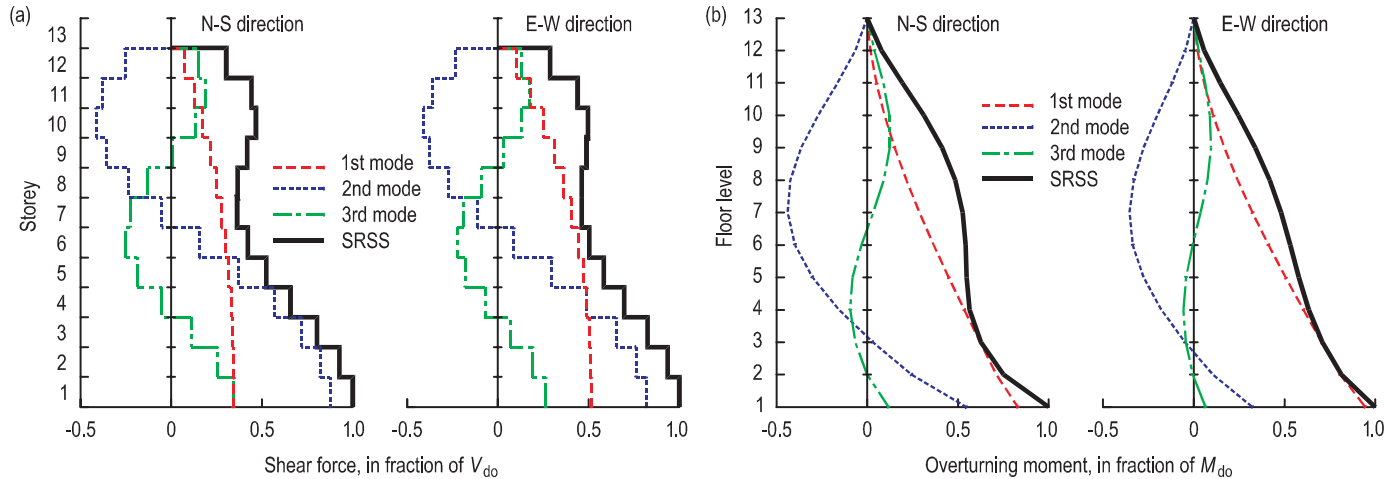 (a)
N-S direction
E-W direction
13
12
11
10
9
8
7
6
5
4
3
2
1
Storey
1st mode
2nd mode
3rd mode
SRSS
-0.5 0 0.5 1.0
-0.5 0 0.5 1.0
Shear force, in fraction of Vdo
(b)
N-S direction
E-W direction
13
12
11
10
9
8
7
6
5
4
3
2
1
Floor level
1st mode
2nd mode
3rd mode
SRSS
-0.5 0 0.5 1.0
-0.5 0 0.5 1.0
Overturning moment, in fraction of Mdo